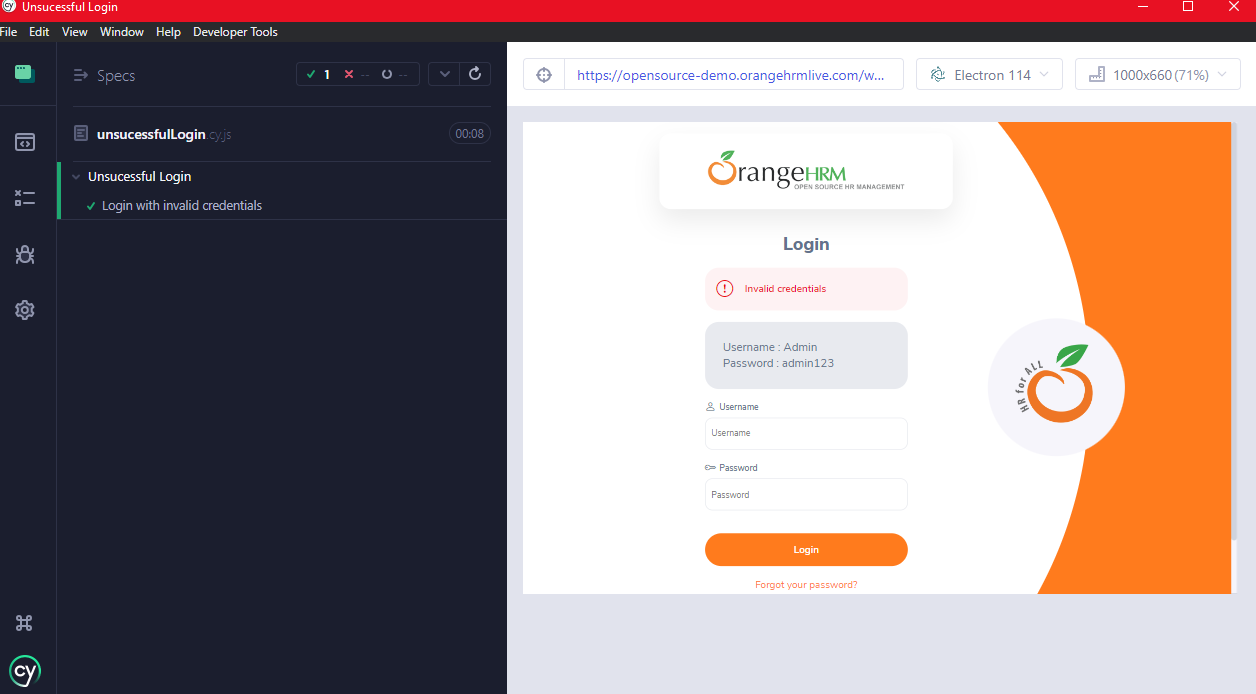 Unsucessful Login
File Edit View Window Help Developer Tools
Specs
1 -- --
unsucessfulLogin.cy.js 00:08
Unsucessful Login
Login with invalid credentials
cy
https://opensource-demo.orangehrmlive.com/w...
Electron 114
1000x660 (71%)
OrangeHRM
OPEN SOURCE HR MANAGEMENT
Login
Invalid credentials
Username : Admin
Password : admin123
Username
Username
Password
Password
Login
Forgot your password?
HR for ALL